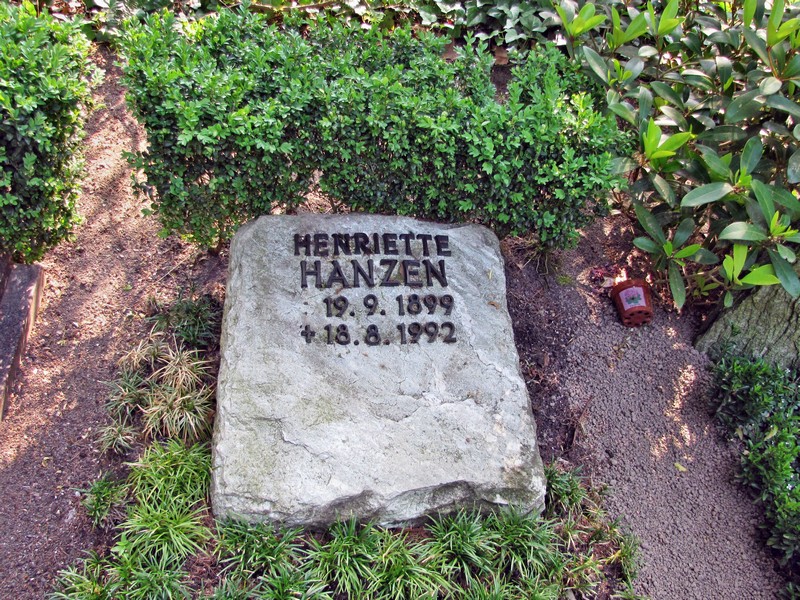 HENRIETTE
HANZEN
19. 9. 1899
+ 18. 8. 1992